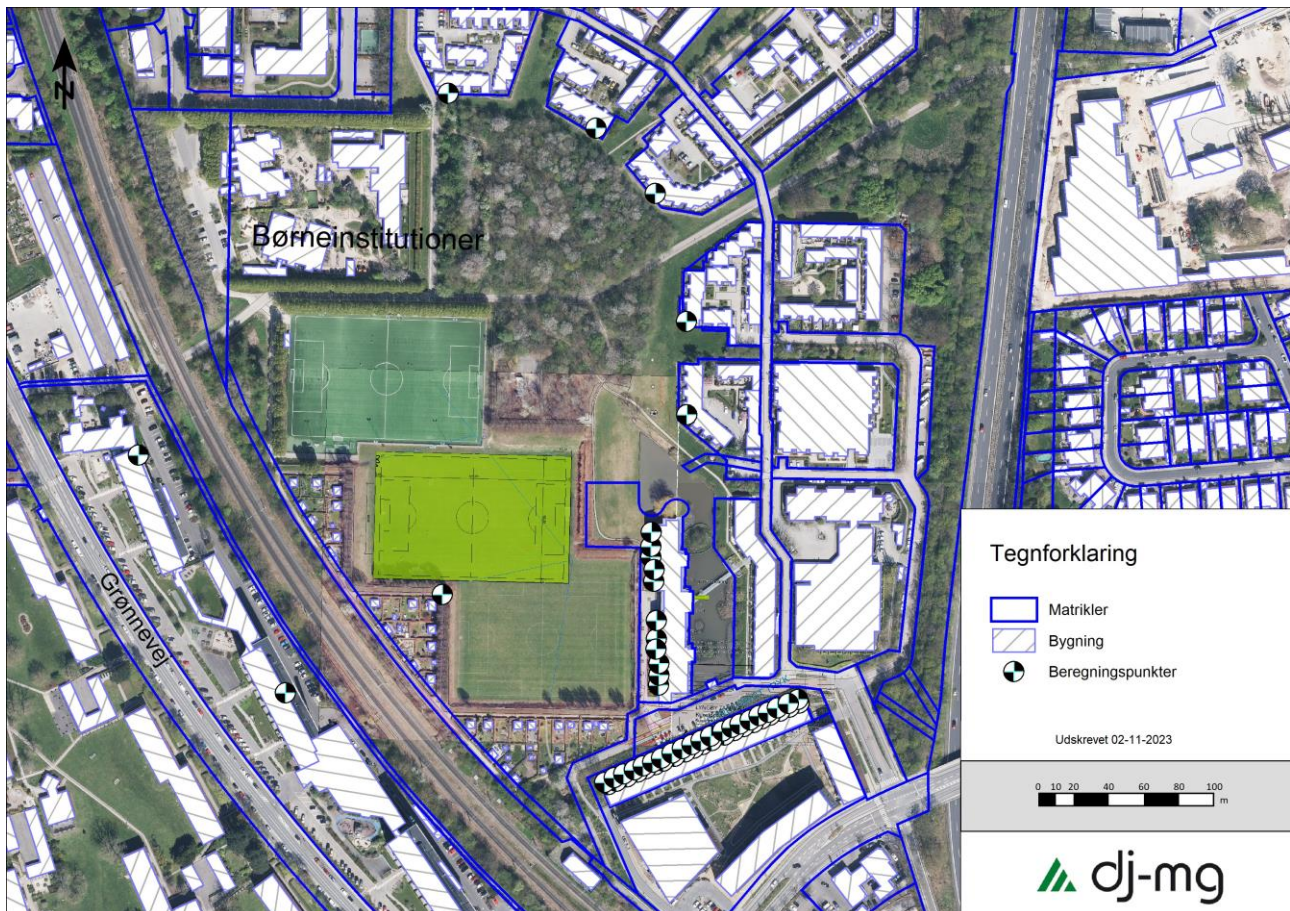 N
Børneinstitutioner
Grønnevej
Tegnforklaring
Matrikler
Bygning
Beregningspunkter
Udskrevet 02-11-2023
0 10 20 40 60 80 100
m
dj-mg